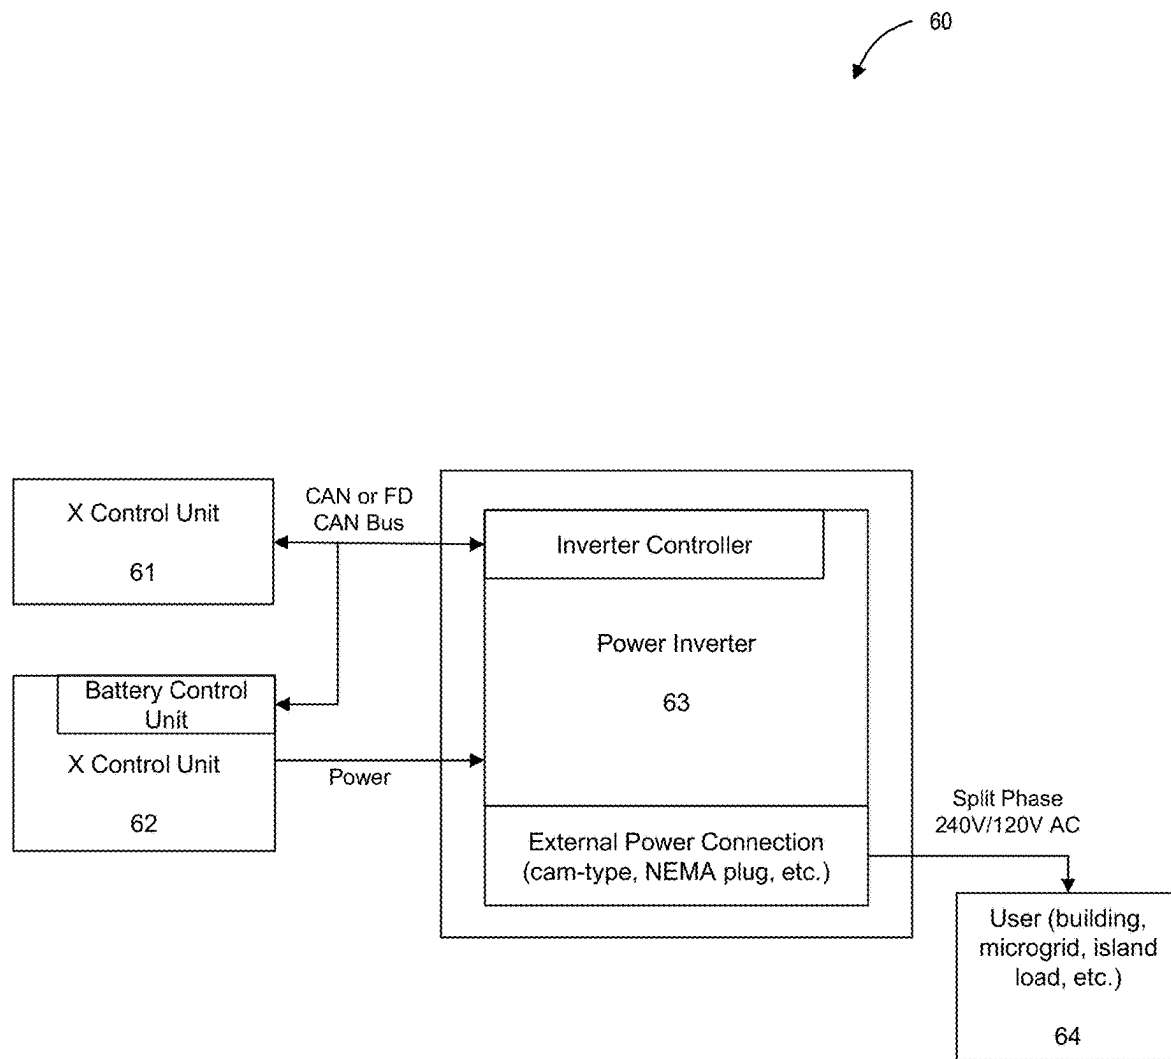 60
X Control Unit
61
CAN or FD
CAN Bus
Inverter Controller
Power Inverter
63
Battery Control
Unit
X Control Unit
62
Power
External Power Connection
(cam-type, NEMA plug, etc.)
Split Phase
240V/120V AC
User (building,
microgrid, island
load, etc.)
64